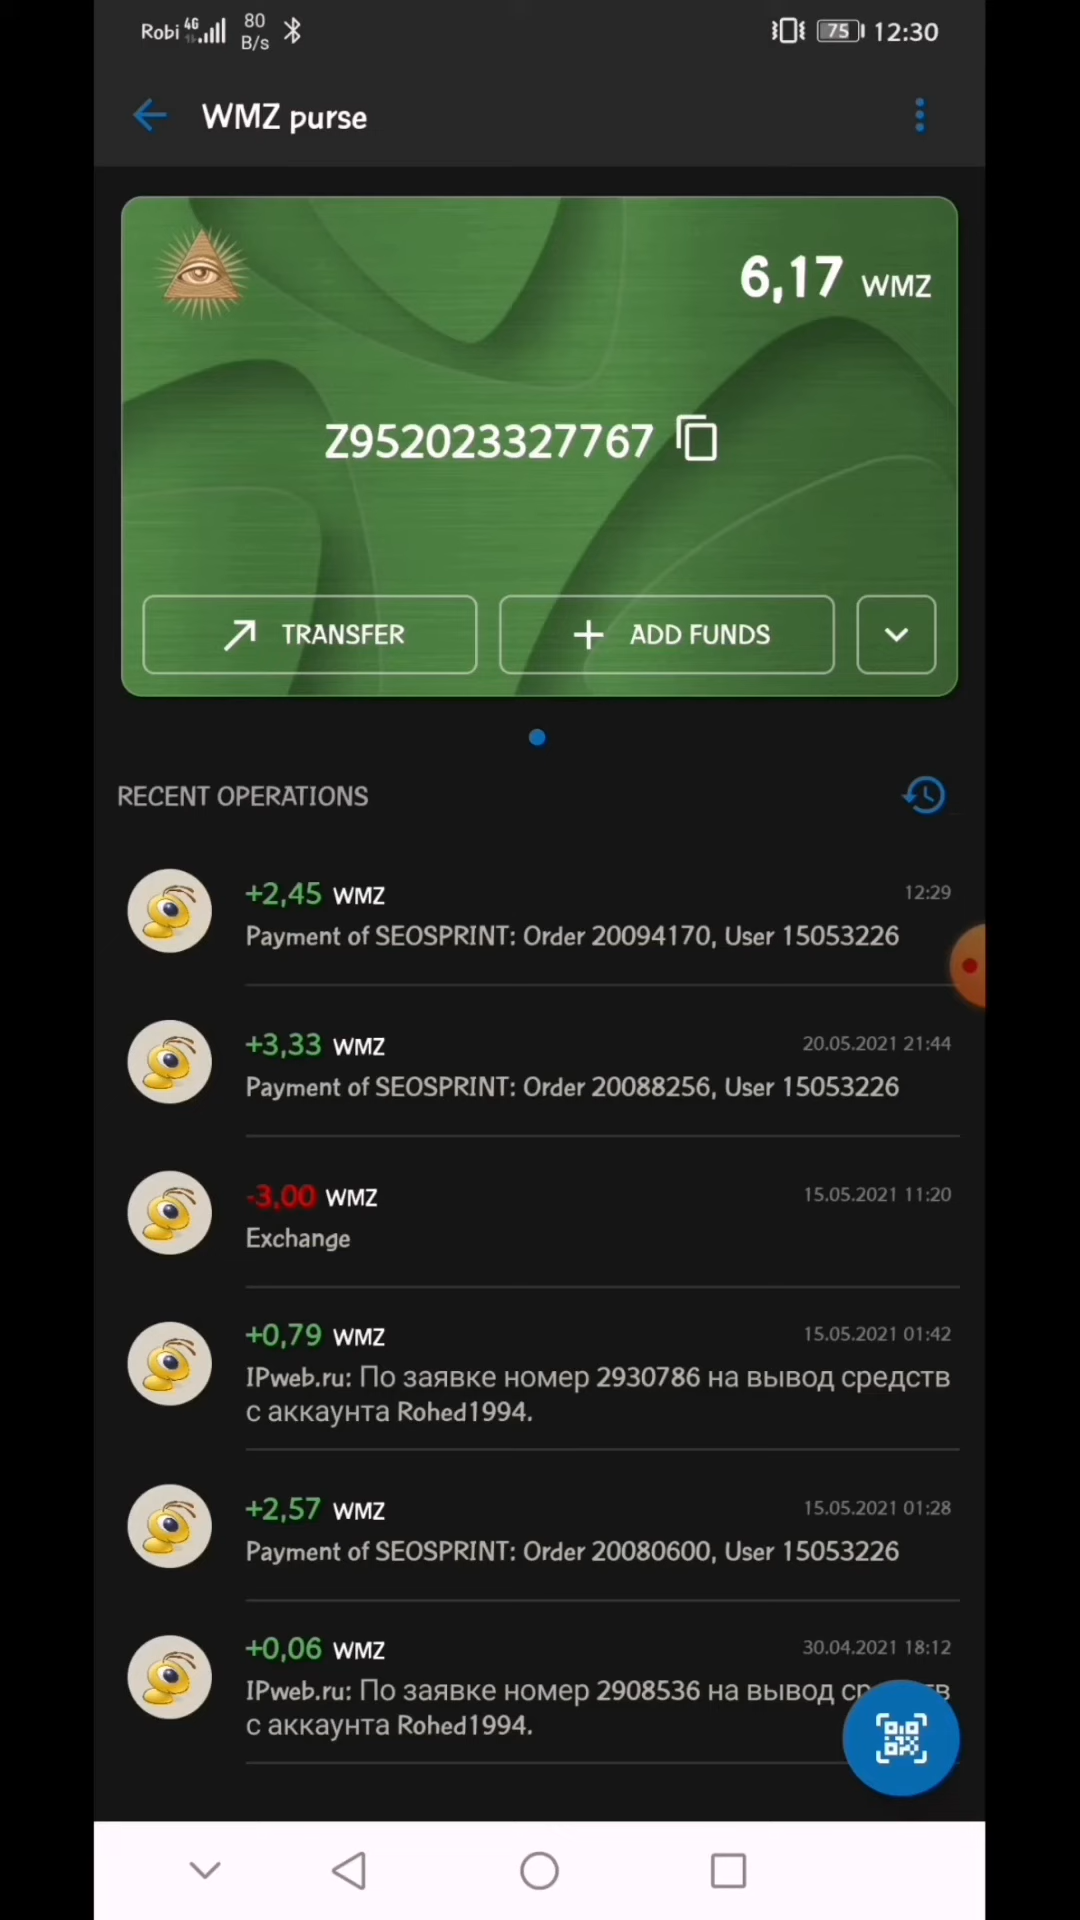 Robi 4G 80 B/s 75 12:30
WMZ purse
6,17 WMZ
Z952023327767
TRANSFER ADD FUNDS
RECENT OPERATIONS
+2,45 WMZ 12:29
Payment of SEOSPRINT: Order 20094170, User 15053226
+3,33 WMZ 20.05.2021 21:44
Payment of SEOSPRINT: Order 20088256, User 15053226
-3,00 WMZ 15.05.2021 11:20
Exchange
+0,79 WMZ 15.05.2021 01:42
IPweb.ru: По заявке номер 2930786 на вывод средств
с аккаунта Rohed1994.
+2,57 WMZ 15.05.2021 01:28
Payment of SEOSPRINT: Order 20080600, User 15053226
+0,06 WMZ 30.04.2021 18:12
IPweb.ru: По заявке номер 2908536 на вывод
с аккаунта Rohed1994.